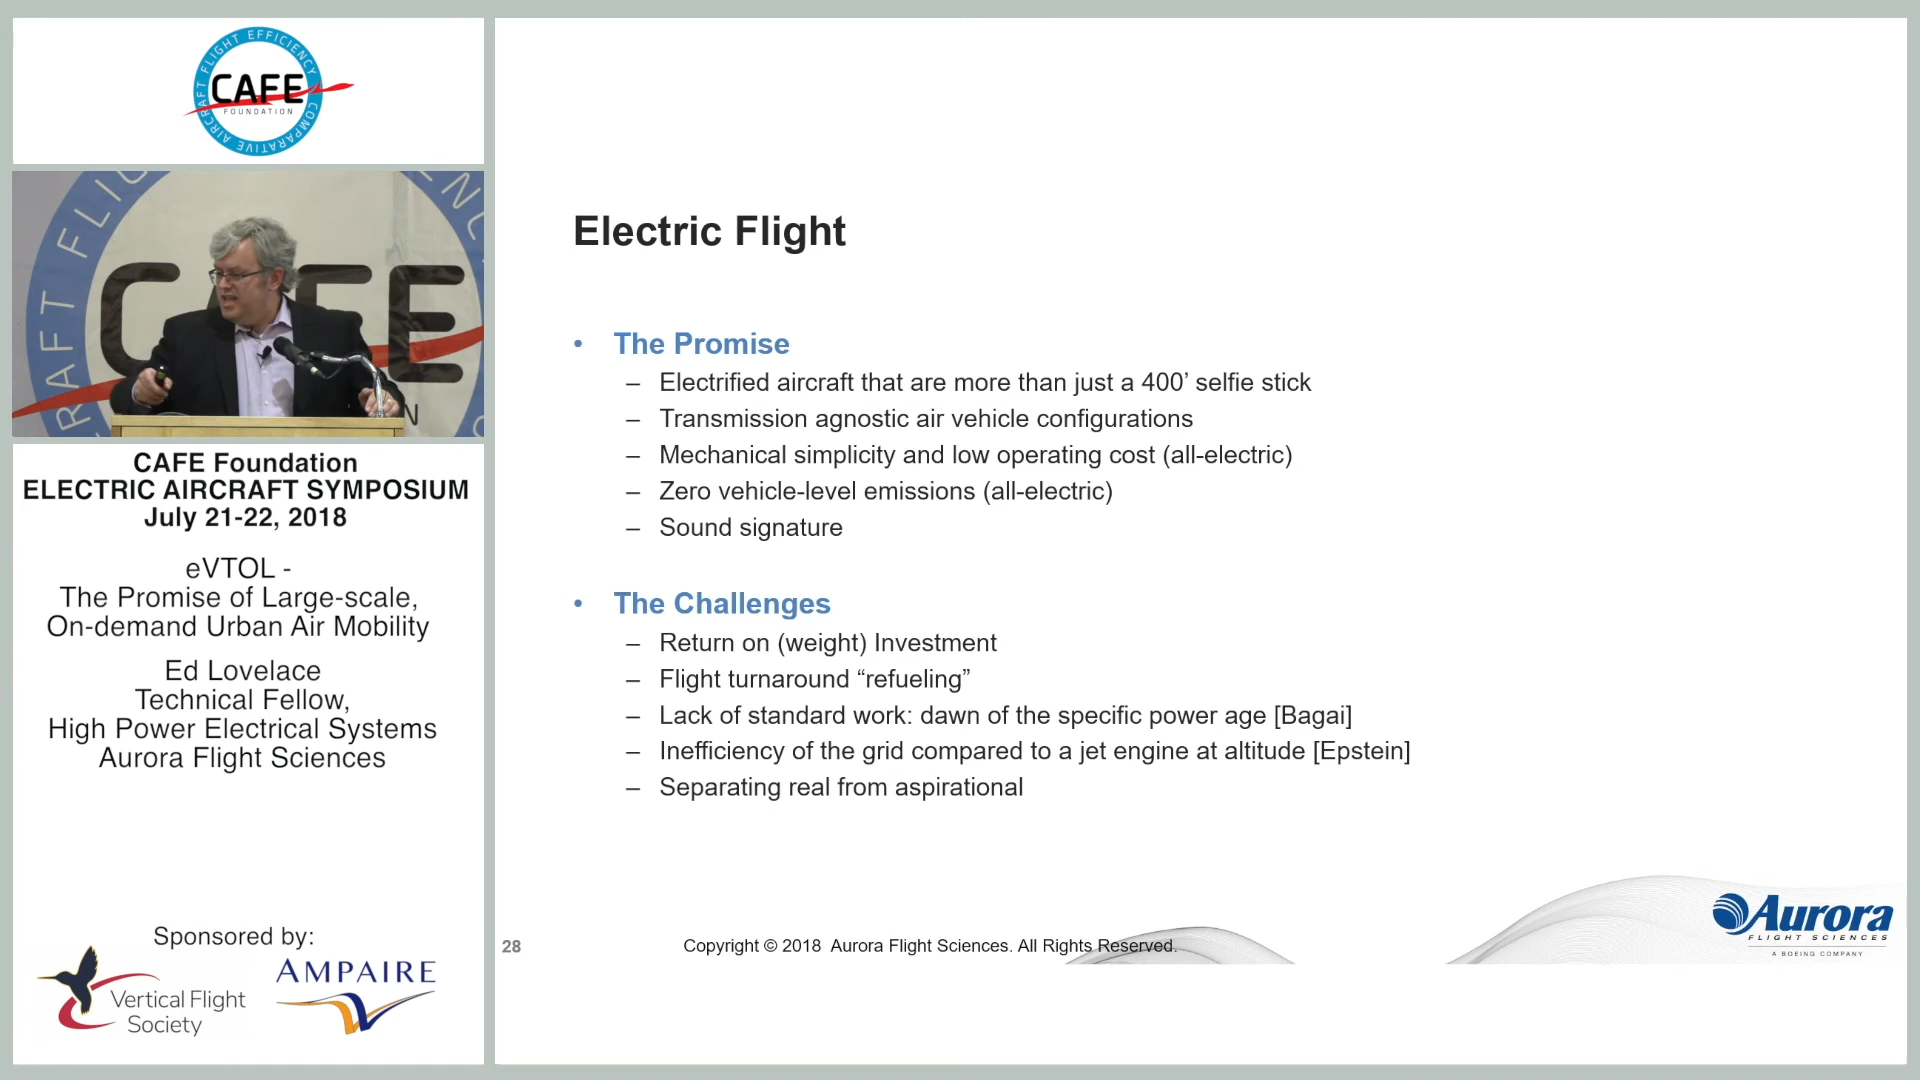 COMPARATIVE AIRCRAFT FLIGHT EFFICIENCY
CAFE
FOUNDATION
RAFT FLIG
ENC
CAFE
N
CAFE Foundation
ELECTRIC AIRCRAFT SYMPOSIUM
July 21-22, 2018
eVTOL -
The Promise of Large-scale,
On-demand Urban Air Mobility
Ed Lovelace
Technical Fellow,
High Power Electrical Systems
Aurora Flight Sciences
Sponsored by:
Vertical Flight
Society
AMPAIRE
Electric Flight
• The Promise
– Electrified aircraft that are more than just a 400’ selfie stick
– Transmission agnostic air vehicle configurations
– Mechanical simplicity and low operating cost (all-electric)
– Zero vehicle-level emissions (all-electric)
– Sound signature
• The Challenges
– Return on (weight) Investment
– Flight turnaround “refueling”
– Lack of standard work: dawn of the specific power age [Bagai]
– Inefficiency of the grid compared to a jet engine at altitude [Epstein]
– Separating real from aspirational
28
Copyright © 2018 Aurora Flight Sciences. All Rights Reserved.
Aurora
FLIGHT SCIENCES
A BOEING COMPANY